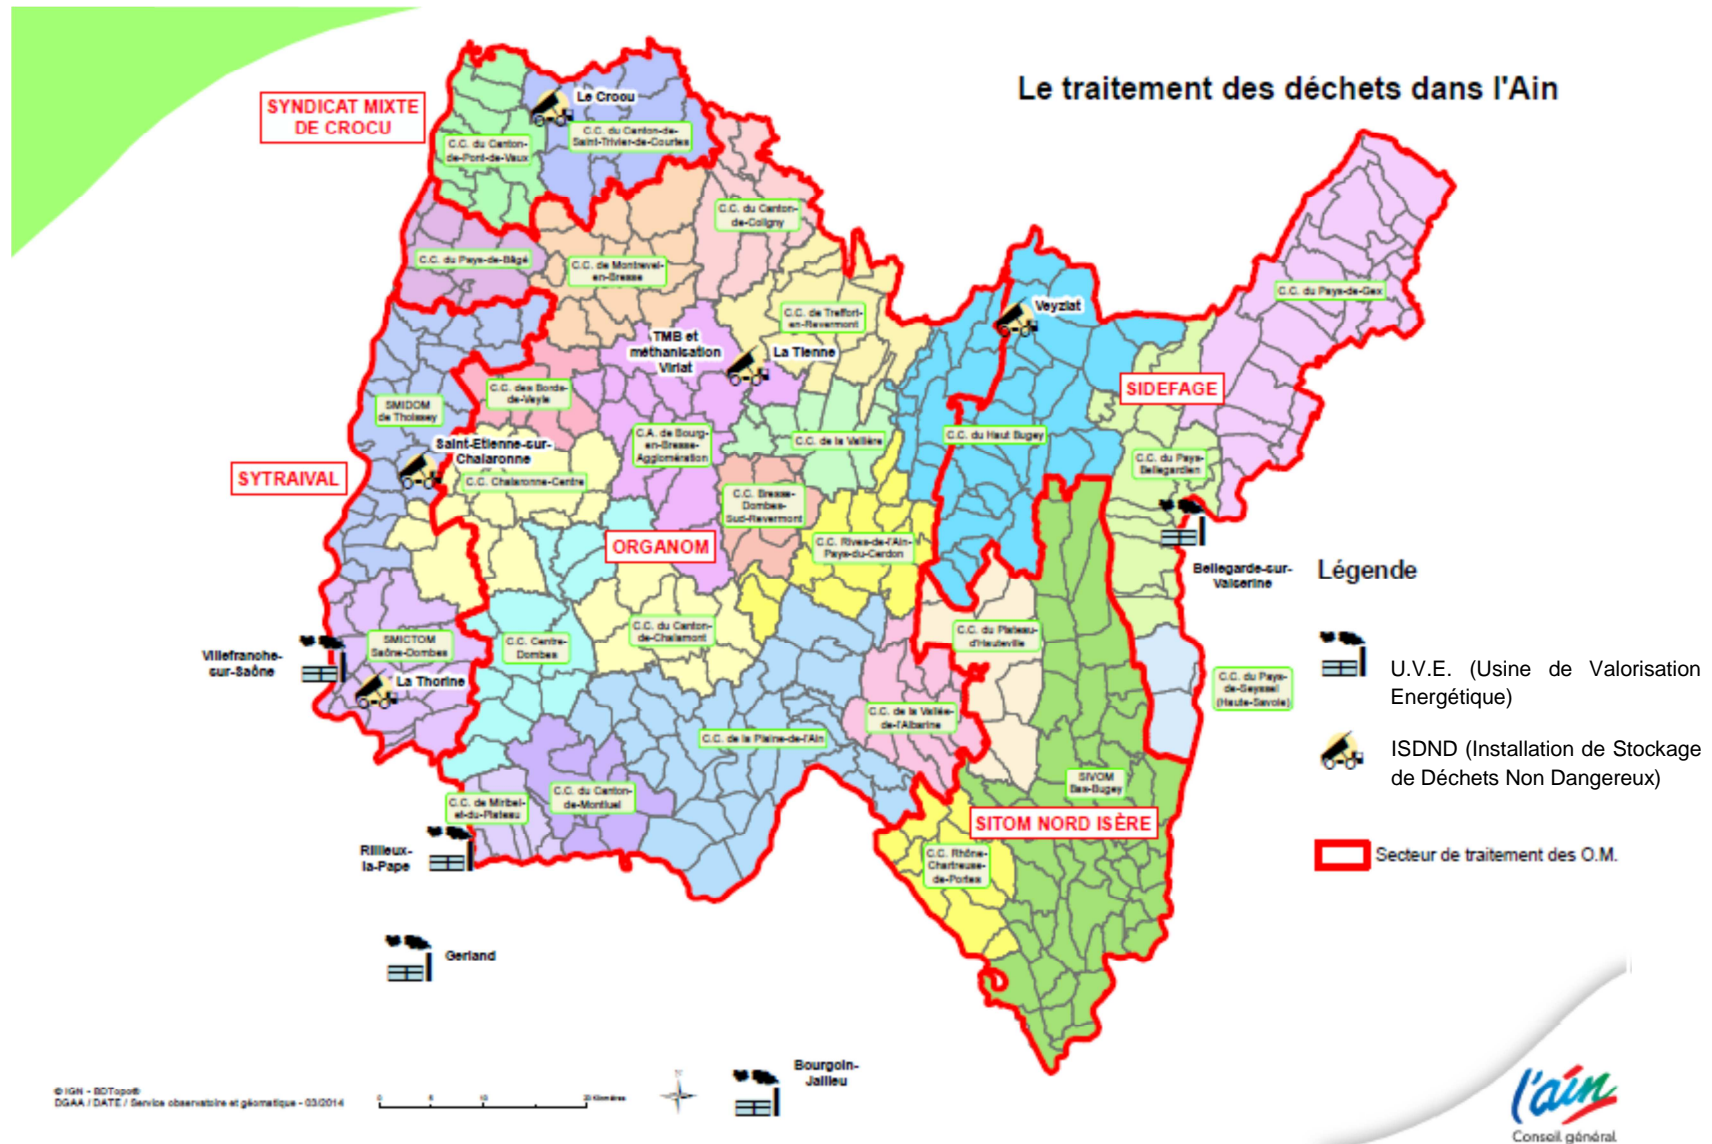 Le traitement des déchets dans l'Ain
SYNDICAT MIXTE
DE CROCU
Le Crocu
C.C. du Canton-
de-Pont-de-Vaux
C.C. du Canton-de-
Saint-Trivier-de-Courtes
C.C. du Canton-
de-Coligny
C.C. du Pays-de-Bâgé
C.C. de Montrevel-
en-Bresse
C.C. du Pays-de-Gex
C.C. de Treffort-
en-Revermont
Veyziat
TMB et
méthanisation
Viriat
La Tienne
SIDEFAGE
C.C. des Bords-
de-Veyle
SMIDOM
de Thoissey
C.A. de Bourg-
en-Bresse-
Agglomération
C.C. de la Vallière
C.C. du Haut Bugey
C.C. du Pays-
Bellegardien
Saint-Etienne-sur-
Chalaronne
C.C. Chalaronne-Centre
SYTRAIVAL
C.C. Bresse-
Dombes-
Sud-Revermont
ORGANOM
C.C. Rives-de-l'Ain-
Pays-du-Cerdon
Bellegarde-sur-
Valserine
Légende
SMICTOM
Saône-Dombes
C.C. Centre-
Dombes
C.C. du Canton-
de-Chalamont
C.C. du Plateau-
d'Hauteville
Villefranche-
sur-Saône
La Thorine
C.C. du Pays-
de-Seyssel
(Haute-Savoie)
U.V.E. (Usine de Valorisation
Energétique)
C.C. de la Vallée-
de-l'Albarine
C.C. de la Plaine-de-l'Ain
ISDND (Installation de Stockage
de Déchets Non Dangereux)
SIVOM
Bas-Bugey
C.C. de Miribel-
et-du-Plateau
C.C. du Canton-
de-Montluel
SITOM NORD ISÈRE
Rillieux-
la-Pape
C.C. Rhône-
Chartreuse-
de-Portes
Secteur de traitement des O.M.
Gerland
Bourgoin-
Jallieu
© IGN - BDTopo®
DGAA / DATE / Service observatoire et géomatique - 03/2014
0 5 10 20 Kilomètres
l'ain
Conseil général